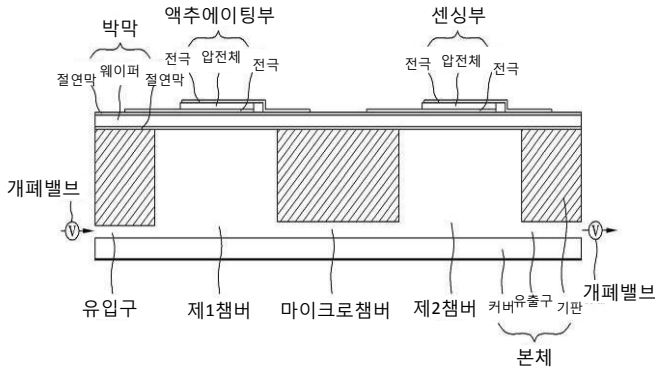 박막
액추에이팅부
센싱부
절연막
웨이퍼
절연막
전극
압전체
전극
전극
압전체
전극
개폐밸브
V
V
유입구
제1챔버
마이크로챔버
제2챔버
커버
유출구
기판
개폐밸브
본체